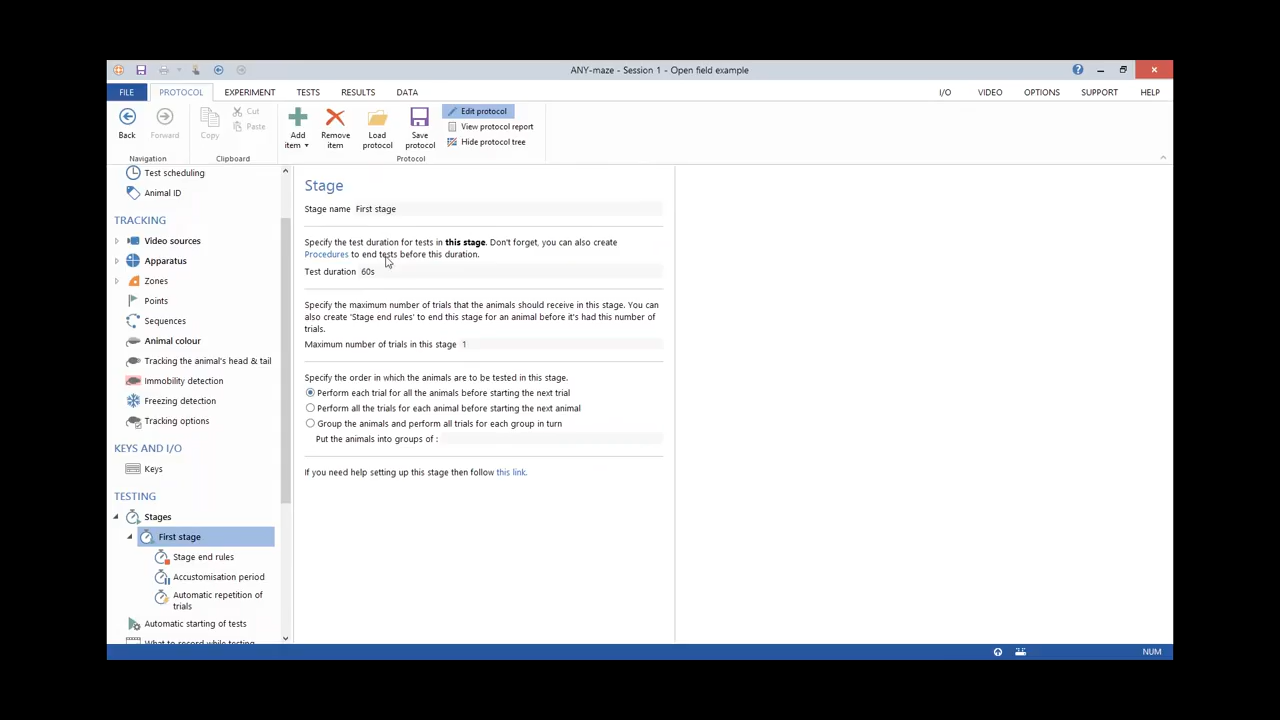 ANY-maze - Session 1 - Open field example
FILE PROTOCOL EXPERIMENT TESTS RESULTS DATA I/O VIDEO OPTIONS SUPPORT HELP
Back
Forward
Navigation
Copy
Cut
Paste
Clipboard
Add item
Remove item
Load protocol
Save protocol
Edit protocol
View protocol report
Hide protocol tree
Protocol
Test scheduling
Animal ID
TRACKING
Video sources
Apparatus
Zones
Points
Sequences
Animal colour
Tracking the animal's head & tail
Immobility detection
Freezing detection
Tracking options
KEYS AND I/O
Keys
TESTING
Stages
First stage
Stage end rules
Accustomisation period
Automatic repetition of
trials
Automatic starting of tests
What to record while testing
Stage
Stage name First stage
Specify the test duration for tests in this stage. Don't forget, you can also create
Procedures to end tests before this duration.
Test duration 60s
Specify the maximum number of trials that the animals should receive in this stage. You can
also create 'Stage end rules' to end this stage for an animal before it's had this number of
trials.
Maximum number of trials in this stage 1
Specify the order in which the animals are to be tested in this stage.
Perform each trial for all the animals before starting the next trial
Perform all the trials for each animal before starting the next animal
Group the animals and perform all trials for each group in turn
Put the animals into groups of :
If you need help setting up this stage then follow this link.
NUM